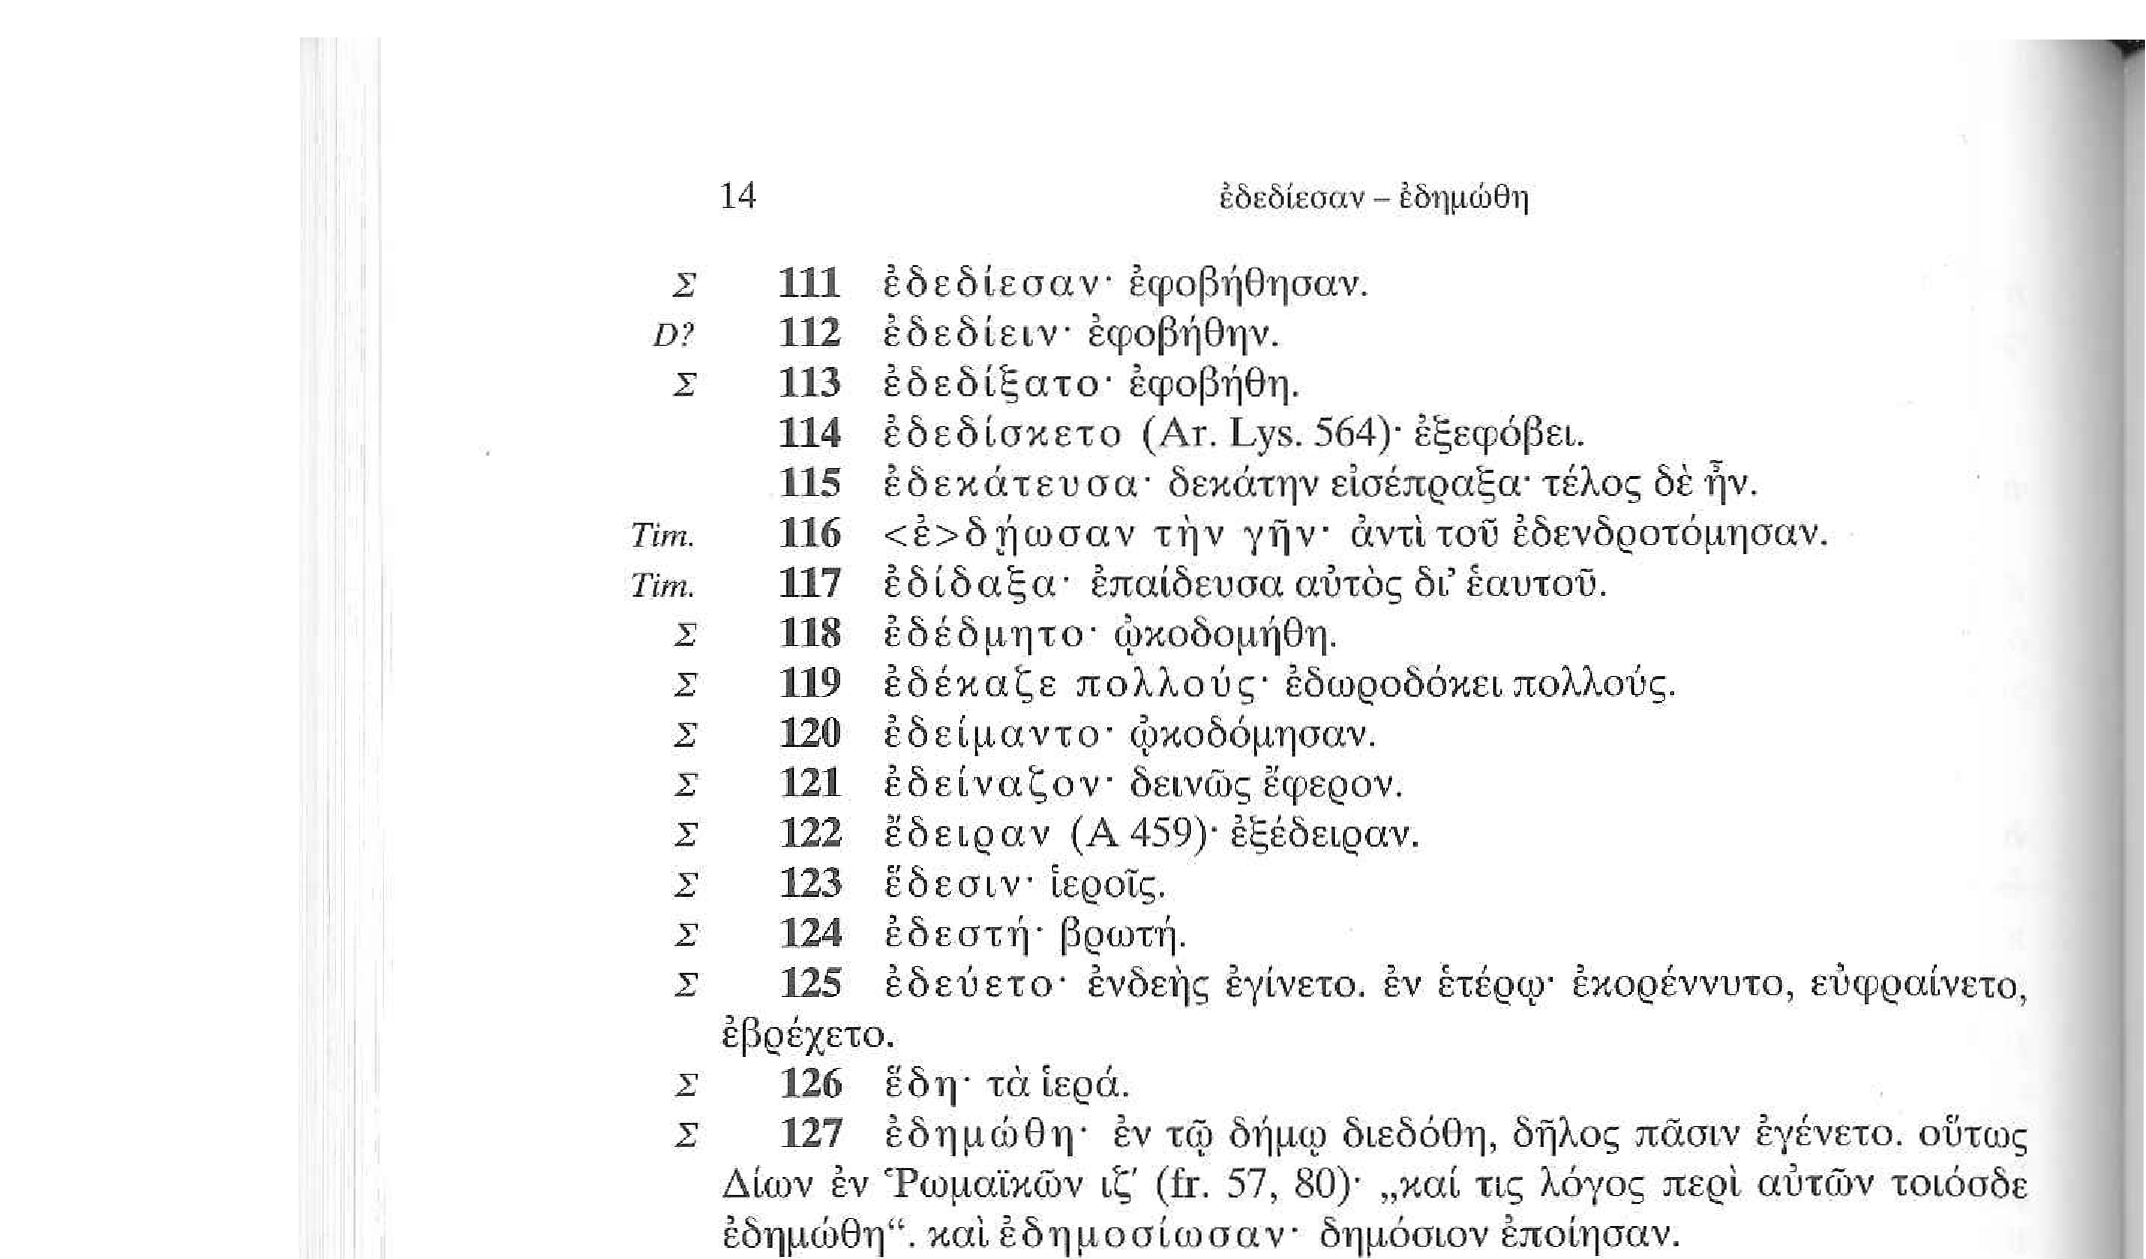 14 ἐδεδίεσαν – ἐδημώθη
Σ 111 ἐδεδίεσαν· ἐφοβήθησαν.
D? 112 ἐδεδίειν· ἐφοβήθην.
Σ 113 ἐδεδίξατο· ἐφοβήθη.
114 ἐδεδίσκετο (Ar. Lys. 564)· ἐξεφόβει.
115 ἐδεκάτευσα· δεκάτην εἰσέπραξα· τέλος δὲ ἦν.
Tim. 116 <ἐ>δῄωσαν τὴν γῆν· ἀντὶ τοῦ ἐδενδροτόμησαν.
Tim. 117 ἐδίδαξα· ἐπαίδευσα αὐτὸς δι’ ἑαυτοῦ.
Σ 118 ἐδέδμητο· ᾠκοδομήθη.
Σ 119 ἐδέκαζε πολλούς· ἐδωροδόκει πολλούς.
Σ 120 ἐδείμαντο· ᾠκοδόμησαν.
Σ 121 ἐδείναζον· δεινῶς ἔφερον.
Σ 122 ἔδειραν (Α 459)· ἐξέδειραν.
Σ 123 ἕδεσιν· ἱεροῖς.
Σ 124 ἐδεστή· βρωτή.
Σ 125 ἐδεύετο· ἐνδεὴς ἐγίνετο. ἐν ἑτέρῳ· ἐκορέννυτο, εὐφραίνετο,
ἐβρέχετο.
Σ 126 ἕδη· τὰ ἱερά.
Σ 127 ἐδημώθη· ἐν τῷ δήμῳ διεδόθη, δῆλος πᾶσιν ἐγένετο. οὕτως
Δίων ἐν Ῥωμαϊκῶν ιζʹ (fr. 57, 80)· „καί τις λόγος περὶ αὐτῶν τοιόσδε
ἐδημώθη“. καὶ ἐδημοσίωσαν· δημόσιον ἐποίησαν.